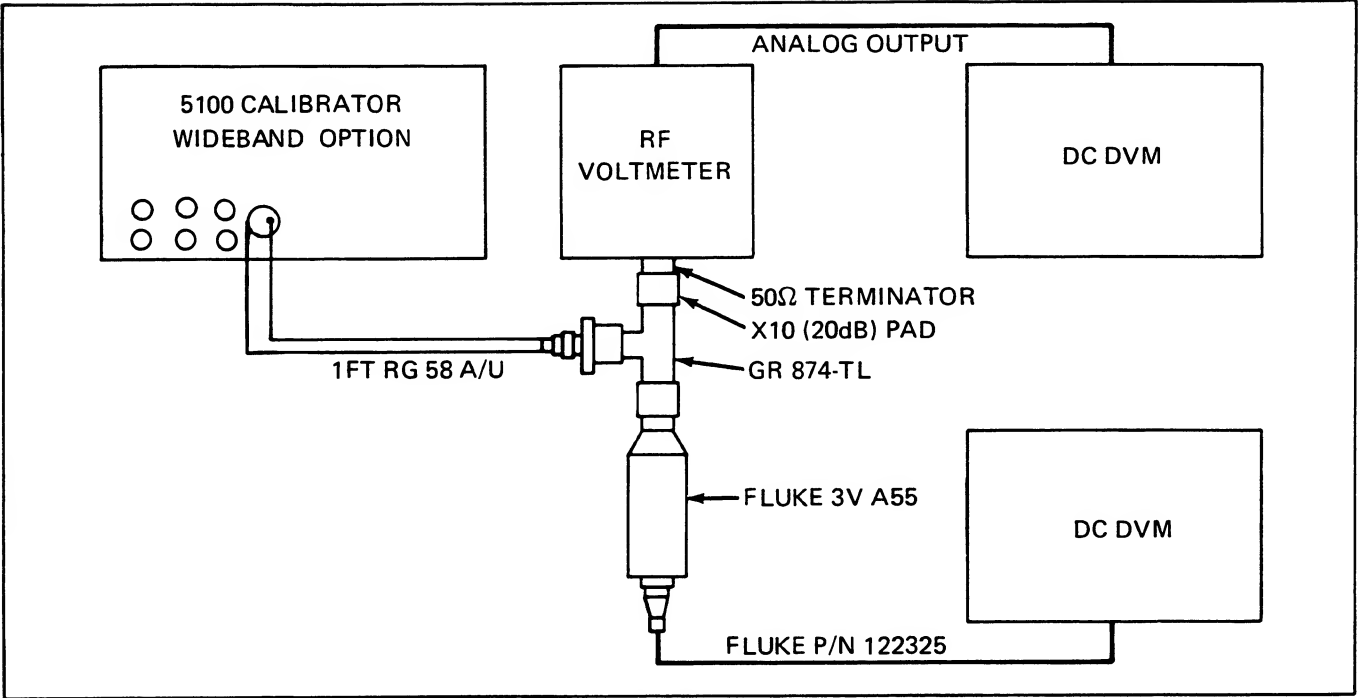 ANALOG OUTPUT
5100 CALIBRATOR
WIDEBAND OPTION
RF
VOLTMETER
DC DVM
50Ω TERMINATOR
X10 (20dB) PAD
1FT RG 58 A/U
GR 874-TL
FLUKE 3V A55
DC DVM
FLUKE P/N 122325